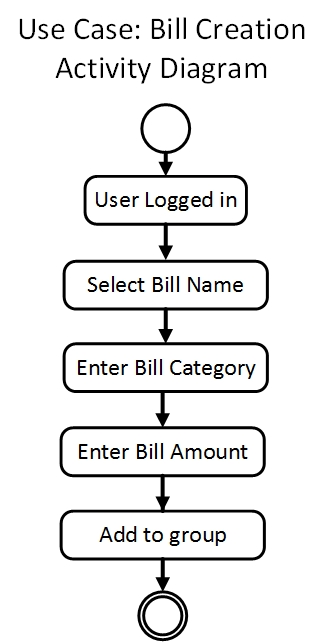 Use Case: Bill Creation
Activity Diagram
User Logged in
Select Bill Name
Enter Bill Category
Enter Bill Amount
Add to group